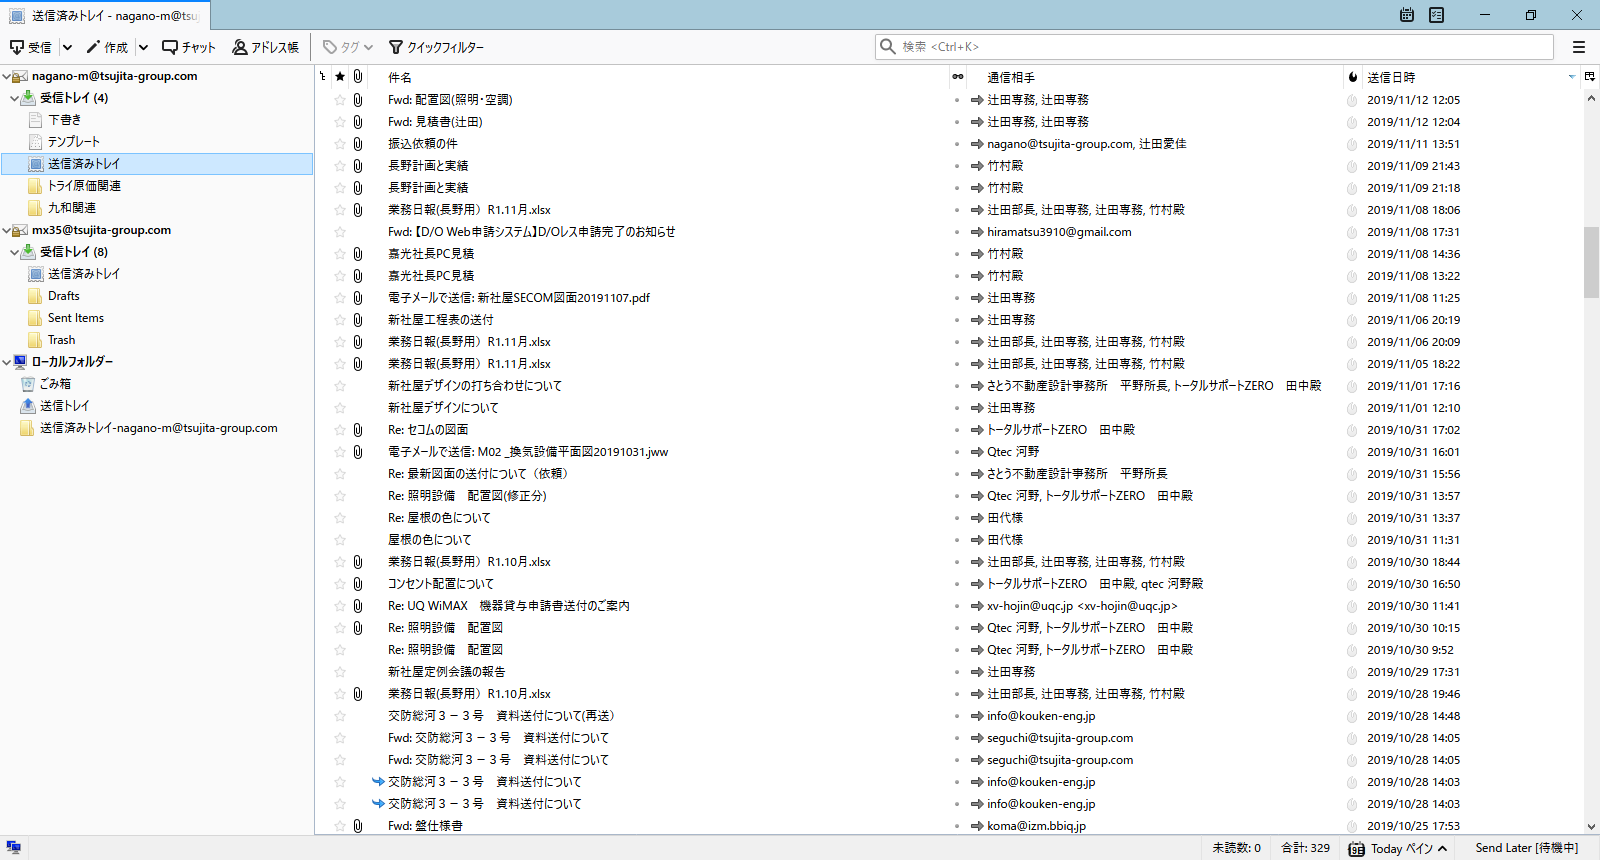 送信済みトレイ - nagano-m@tsuj
受信 作成 チャット アドレス帳 タグ クイックフィルター 検索 <Ctrl+K>
nagano-m@tsujita-group.com
受信トレイ (4)
下書き
テンプレート
送信済みトレイ
トライ原価関連
九和関連
mx35@tsujita-group.com
受信トレイ (8)
送信済みトレイ
Drafts
Sent Items
Trash
ローカルフォルダー
ごみ箱
送信トレイ
送信済みトレイ-nagano-m@tsujita-group.com
件名 通信相手 送信日時
Fwd: 配置図(照明・空調) 辻田専務, 辻田専務 2019/11/12 12:05
Fwd: 見積書(辻田) 辻田専務, 辻田専務 2019/11/12 12:04
振込依頼の件 nagano@tsujita-group.com, 辻田愛佳 2019/11/11 13:51
長野計画と実績 竹村殿 2019/11/09 21:43
長野計画と実績 竹村殿 2019/11/09 21:18
業務日報(長野用）R1.11月.xlsx 辻田部長, 辻田専務, 辻田専務, 竹村殿 2019/11/08 18:06
Fwd: 【D/O Web申請システム】D/Oレス申請完了のお知らせ hiramatsu3910@gmail.com 2019/11/08 17:31
嘉光社長PC見積 竹村殿 2019/11/08 14:36
嘉光社長PC見積 竹村殿 2019/11/08 13:22
電子メールで送信: 新社屋SECOM図面20191107.pdf 辻田専務 2019/11/08 11:25
新社屋工程表の送付 辻田専務 2019/11/06 20:19
業務日報(長野用）R1.11月.xlsx 辻田部長, 辻田専務, 辻田専務, 竹村殿 2019/11/06 20:09
業務日報(長野用）R1.11月.xlsx 辻田部長, 辻田専務, 辻田専務, 竹村殿 2019/11/05 18:22
新社屋デザインの打ち合わせについて さとう不動産設計事務所　平野所長, トータルサポートZERO　田中殿 2019/11/01 17:16
新社屋デザインについて 辻田専務 2019/11/01 12:10
Re: セコムの図面 トータルサポートZERO　田中殿 2019/10/31 17:02
電子メールで送信: M02 _換気設備平面図20191031.jww Qtec 河野 2019/10/31 16:01
Re: 最新図面の送付について（依頼） さとう不動産設計事務所　平野所長 2019/10/31 15:56
Re: 照明設備　配置図(修正分) Qtec 河野, トータルサポートZERO　田中殿 2019/10/31 13:57
Re: 屋根の色について 田代様 2019/10/31 13:37
屋根の色について 田代様 2019/10/31 11:31
業務日報(長野用）R1.10月.xlsx 辻田部長, 辻田専務, 辻田専務, 竹村殿 2019/10/30 18:44
コンセント配置について トータルサポートZERO　田中殿, qtec 河野殿 2019/10/30 16:50
Re: UQ WiMAX　機器貸与申請書送付のご案内 xv-hojin@uqc.jp <xv-hojin@uqc.jp> 2019/10/30 11:41
Re: 照明設備　配置図 Qtec 河野, トータルサポートZERO　田中殿 2019/10/30 10:15
Re: 照明設備　配置図 Qtec 河野, トータルサポートZERO　田中殿 2019/10/30 9:52
新社屋定例会議の報告 辻田専務 2019/10/29 17:31
業務日報(長野用）R1.10月.xlsx 辻田部長, 辻田専務, 辻田専務, 竹村殿 2019/10/28 19:46
交防総河３－３号　資料送付について(再送） info@kouken-eng.jp 2019/10/28 14:48
Fwd: 交防総河３－３号　資料送付について seguchi@tsujita-group.com 2019/10/28 14:05
Fwd: 交防総河３－３号　資料送付について seguchi@tsujita-group.com 2019/10/28 14:05
交防総河３－３号　資料送付について info@kouken-eng.jp 2019/10/28 14:03
交防総河３－３号　資料送付について info@kouken-eng.jp 2019/10/28 14:03
Fwd: 盤仕様書 koma@izm.bbiq.jp 2019/10/25 17:53
未読数: 0 合計: 329 Today ペイン Send Later [待機中]